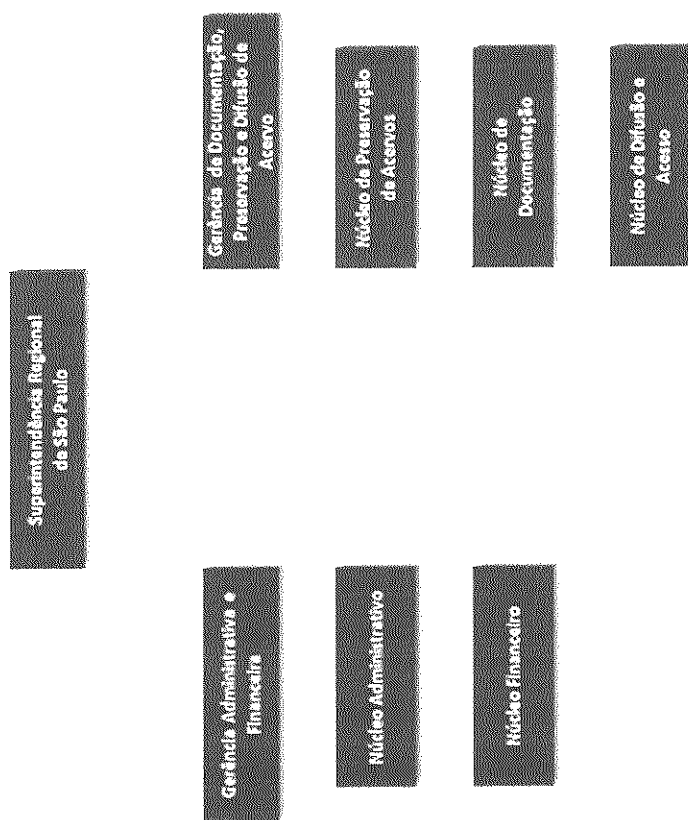 Superintendência Regional
de São Paulo
Gerência Administrativa e
Financeira
Núcleo Administrativo
Núcleo Financeiro
Gerência de Documentação,
Preservação e Difusão de
Acervo
Núcleo de Preservação
de Acervos
Núcleo de
Documentação
Núcleo de Difusão e
Acesso